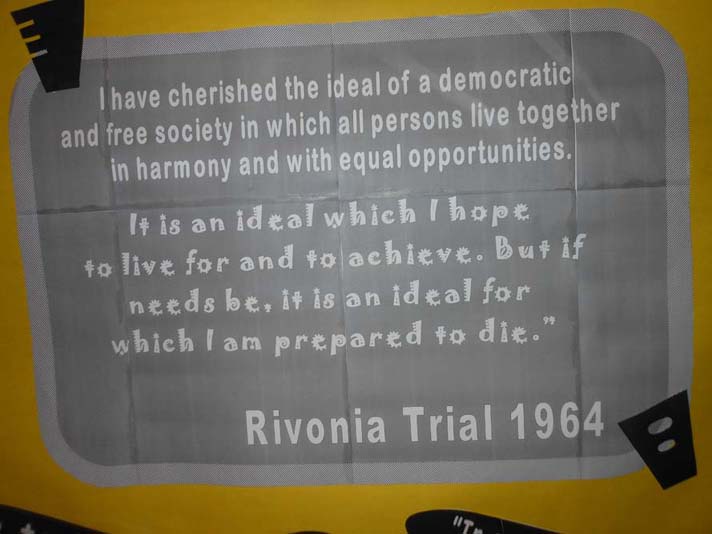 I have cherished the ideal of a democratic
and free society in which all persons live together
in harmony and with equal opportunities.
It is an ideal which I hope
to live for and to achieve. But if
needs be, it is an ideal for
which I am prepared to die.”
Rivonia Trial 1964